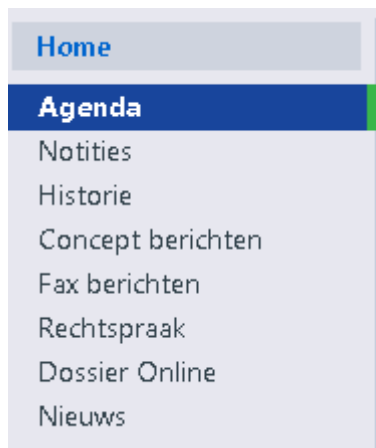 Home
Agenda
Notities
Historie
Concept berichten
Fax berichten
Rechtspraak
Dossier Online
Nieuws